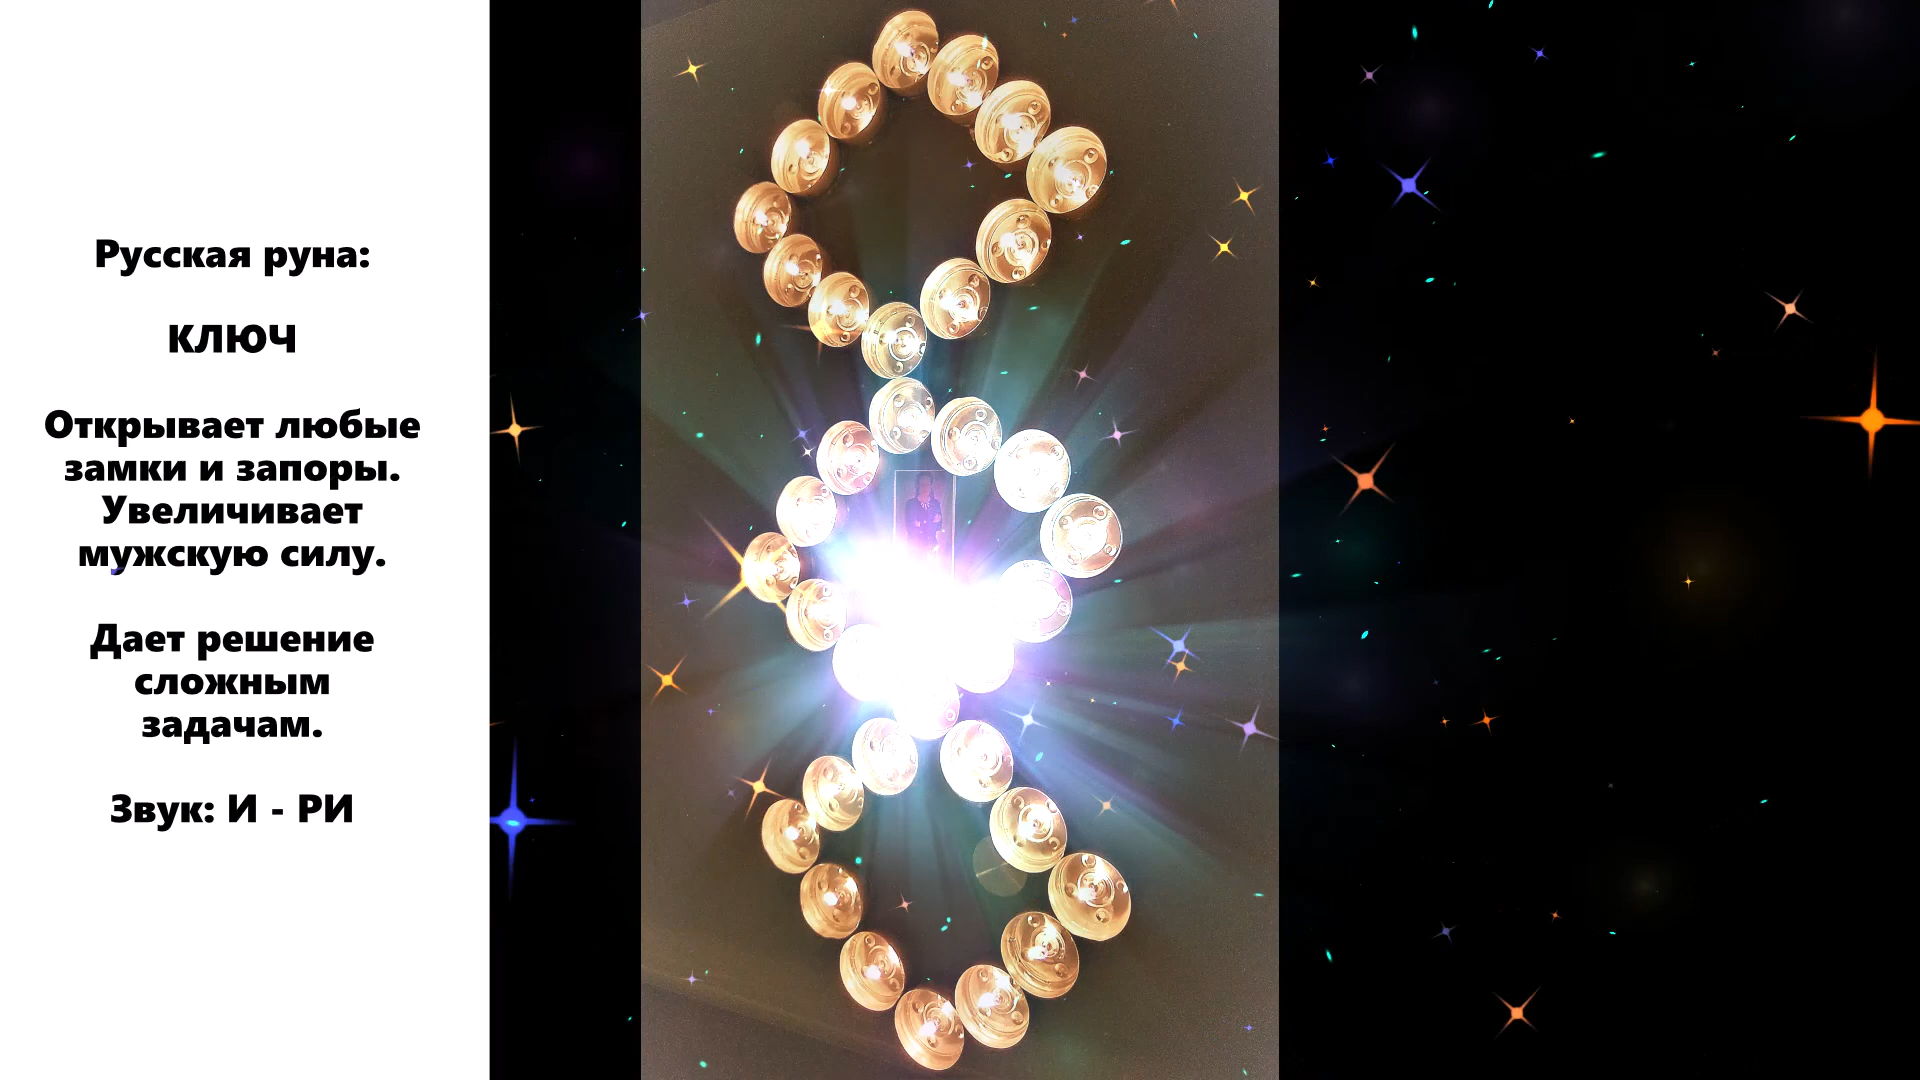 Русская руна:
КЛЮЧ
Открывает любые
замки и запоры.
Увеличивает
мужскую силу.
Дает решение
сложным
задачам.
Звук: И - РИ